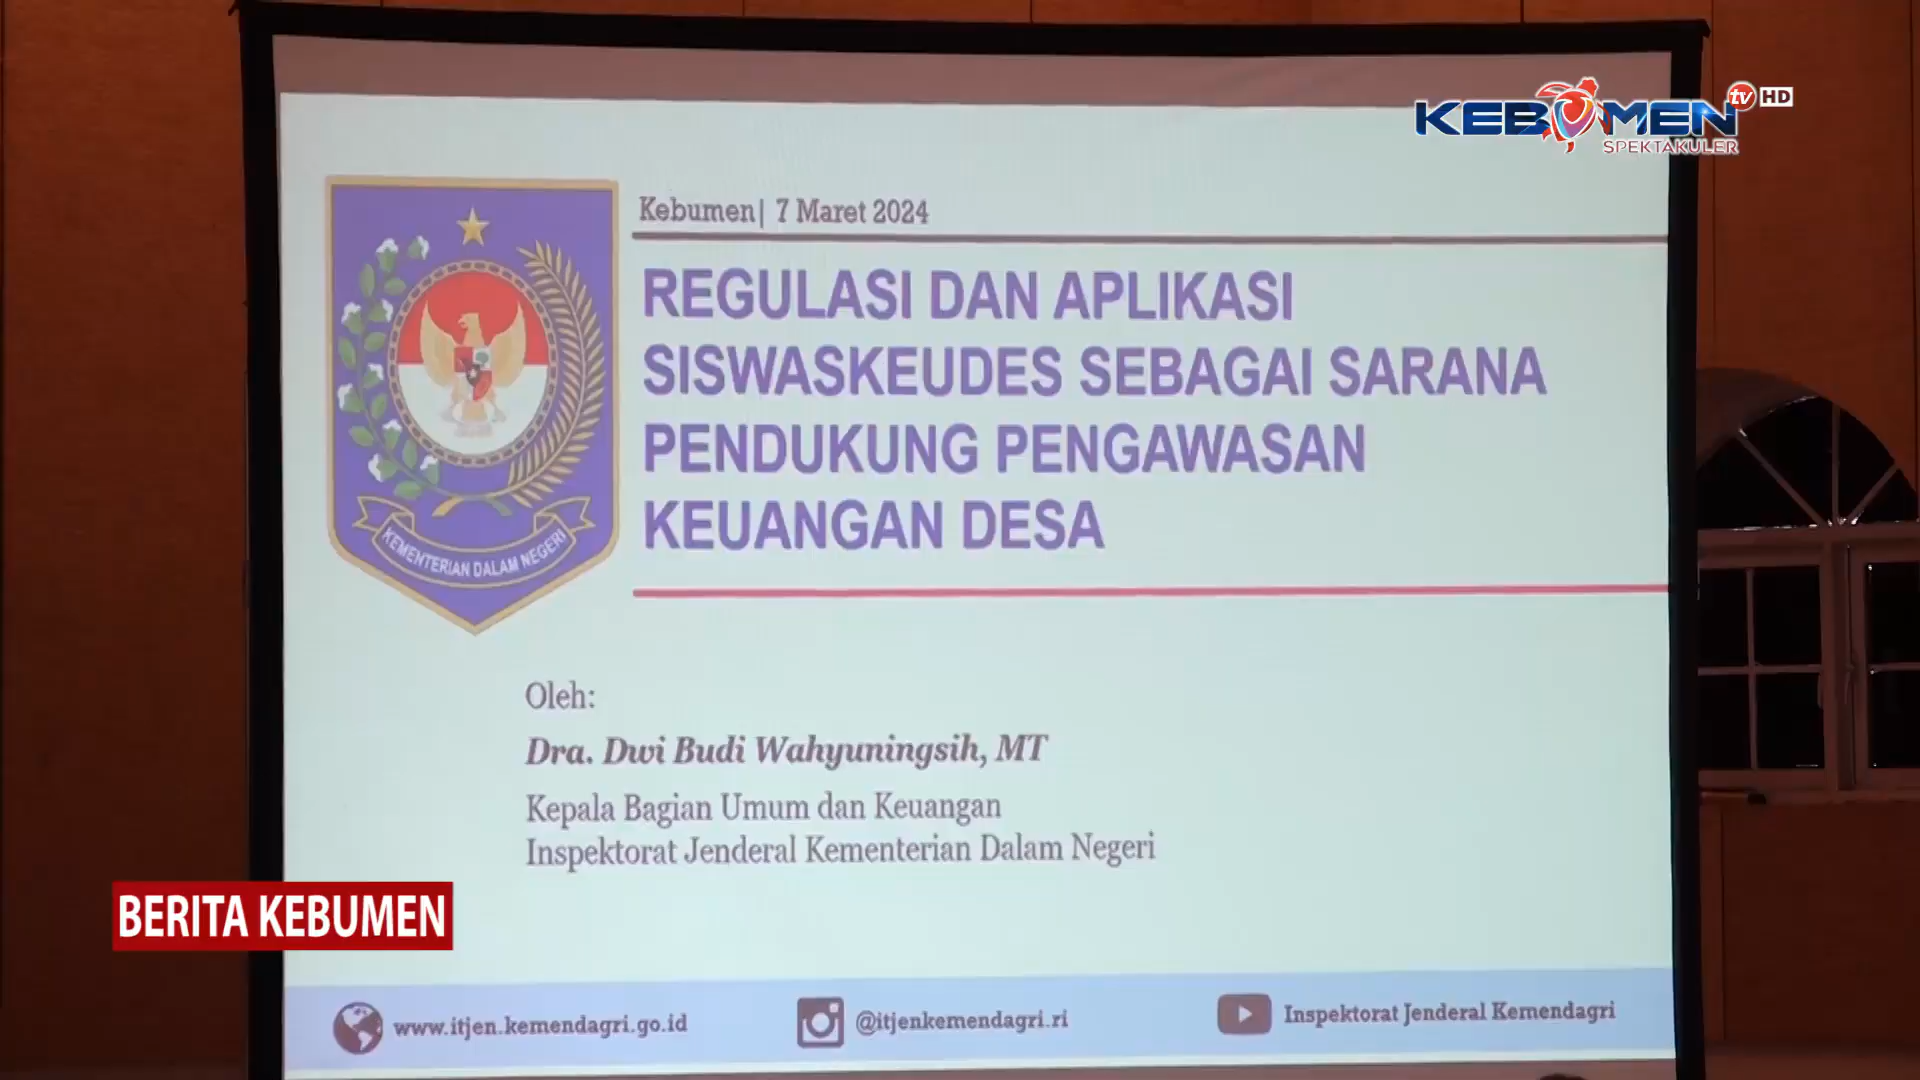 KEBUMEN tv HD
SPEKTAKULER
Kebumen| 7 Maret 2024
REGULASI DAN APLIKASI
SISWASKEUDES SEBAGAI SARANA
PENDUKUNG PENGAWASAN
KEUANGAN DESA
KEMENTERIAN DALAM NEGERI
Oleh:
Dra. Dwi Budi Wahyuningsih, MT
Kepala Bagian Umum dan Keuangan
Inspektorat Jenderal Kementerian Dalam Negeri
BERITA KEBUMEN
www.itjen.kemendagri.go.id
@itjenkemendagri.ri
Inspektorat Jenderal Kemendagri